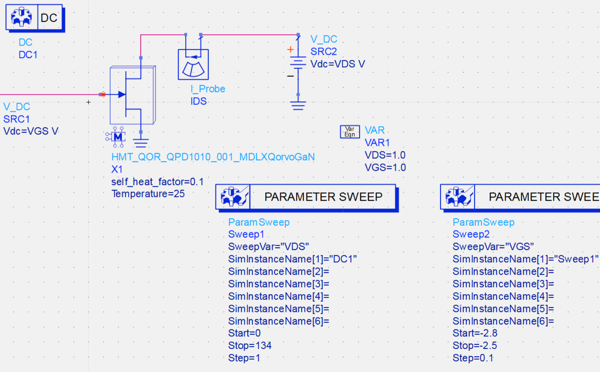 DC
DC
DC1
V_DC
SRC2
Vdc=VDS V
I_Probe
IDS
V_DC
SRC1
Vdc=VGS V
M
HMT_QOR_QPD1010_001_MDLXQorvoGaN
X1
self_heat_factor=0.1
Temperature=25
Var
Eqn
VAR
VAR1
VDS=1.0
VGS=1.0
PARAMETER SWEEP
ParamSweep
Sweep1
SweepVar="VDS"
SimInstanceName[1]="DC1"
SimInstanceName[2]=
SimInstanceName[3]=
SimInstanceName[4]=
SimInstanceName[5]=
SimInstanceName[6]=
Start=0
Stop=134
Step=1
PARAMETER SWEE
ParamSweep
Sweep2
SweepVar="VGS"
SimInstanceName[1]="Sweep1"
SimInstanceName[2]=
SimInstanceName[3]=
SimInstanceName[4]=
SimInstanceName[5]=
SimInstanceName[6]=
Start=-2.8
Stop=-2.5
Step=0.1